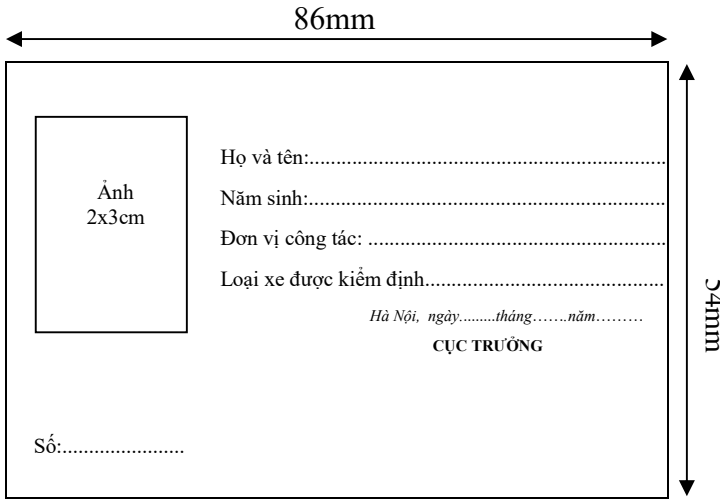 86mm
Ảnh
2x3cm
Họ và tên:....................................................................................
Năm sinh:....................................................................................
Đơn vị công tác: .......................................................................
Loại xe được kiểm định.........................................................
Hà Nội,  ngày.........tháng…….năm………
CỤC TRƯỞNG
54mm
Số:.......................